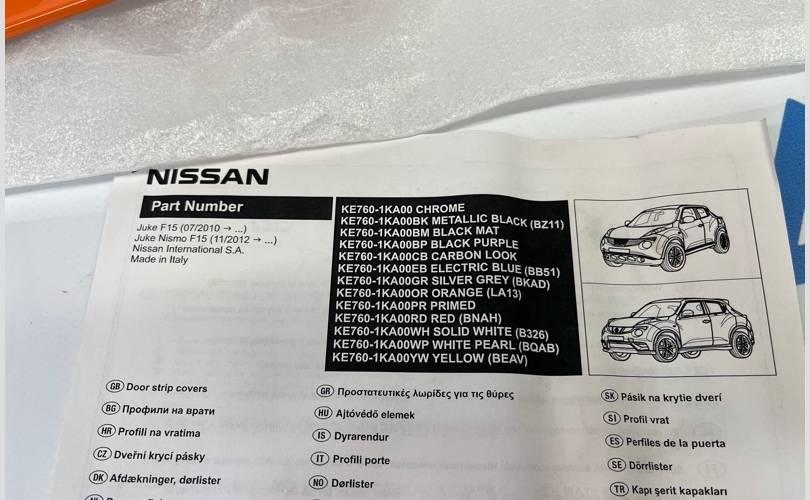 NISSAN
Part Number
Juke F15 (07/2010 → ...)
Juke Nismo F15 (11/2012 → ...)
Nissan International S.A.
Made in Italy
KE760-1KA00 CHROME
KE760-1KA00BK METALLIC BLACK (BZ11)
KE760-1KA00BM BLACK MAT
KE760-1KA00BP BLACK PURPLE
KE760-1KA00CB CARBON LOOK
KE760-1KA00EB ELECTRIC BLUE (BB51)
KE760-1KA00GR SILVER GREY (BKAD)
KE760-1KA00OR ORANGE (LA13)
KE760-1KA00PR PRIMED
KE760-1KA00RD RED (BNAH)
KE760-1KA00WH SOLID WHITE (B326)
KE760-1KA00WP WHITE PEARL (BQAB)
KE760-1KA00YW YELLOW (BEAV)
GB Door strip covers
BG Профили на врати
HR Profili na vratima
CZ Dveřní krycí pásky
DK Afdækninger, dørlister
GR Προστατευτικές λωρίδες για τις θύρες
HU Ajtóvédő elemek
IS Dyrarendur
IT Profili porte
NO Dørlister
SK Pásik na krytie dverí
SI Profil vrat
ES Perfiles de la puerta
SE Dörrlister
TR Kapı şerit kapakları